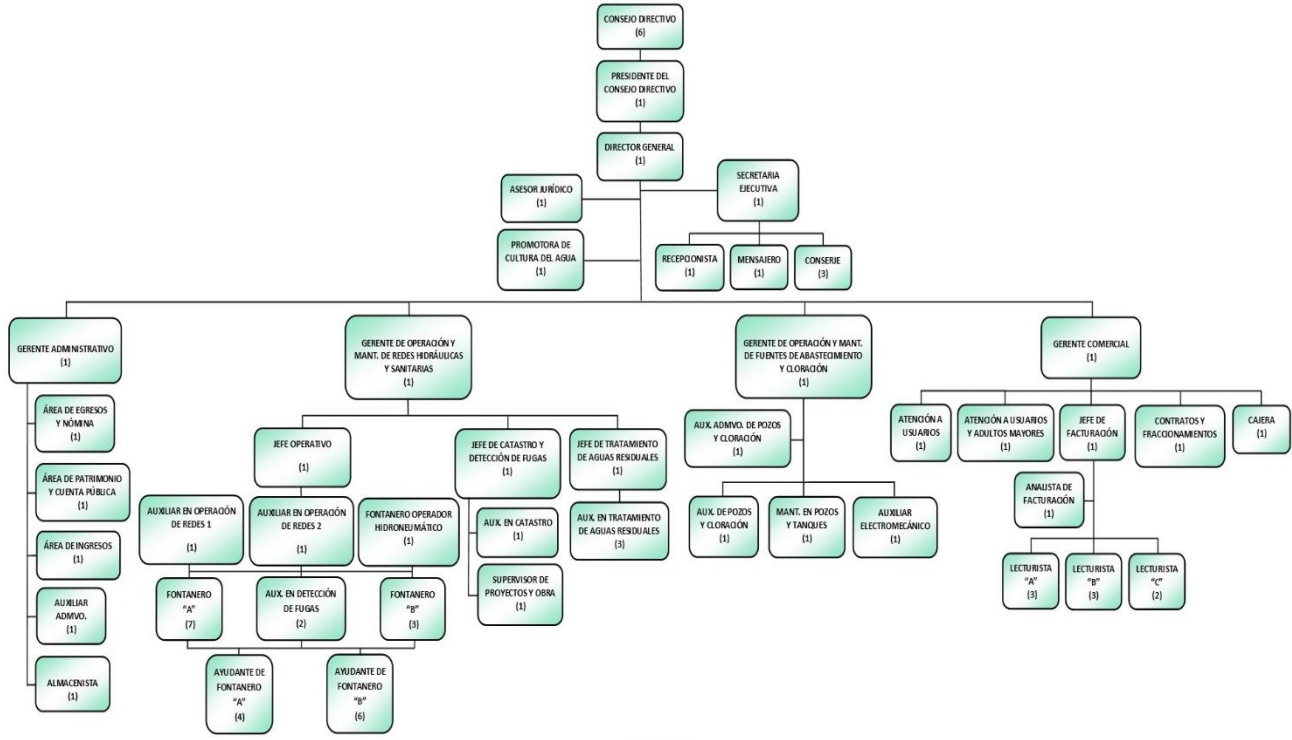 CONSEJO DIRECTIVO
(6)
PRESIDENTE DEL
CONSEJO DIRECTIVO
(1)
DIRECTOR GENERAL
(1)
ASESOR JURÍDICO
(1)
SECRETARIA
EJECUTIVA
(1)
PROMOTORA DE
CULTURA DEL AGUA
(1)
RECEPCIONISTA
(1)
MENSAJERO
(1)
CONSERJE
(3)
GERENTE ADMINISTRATIVO
(1)
ÁREA DE EGRESOS
Y NÓMINA
(1)
ÁREA DE PATRIMONIO
Y CUENTA PÚBLICA
(1)
ÁREA DE INGRESOS
(1)
AUXILIAR
ADMVO.
(1)
ALMACENISTA
(1)
GERENTE DE OPERACIÓN Y
MANT. DE REDES HIDRÁULICAS
Y SANITARIAS
(1)
JEFE OPERATIVO
(1)
AUXILIAR EN OPERACIÓN
DE REDES 1
(1)
AUXILIAR EN OPERACIÓN
DE REDES 2
(1)
FONTANERO OPERADOR
HIDRONEUMÁTICO
(1)
FONTANERO
"A"
(7)
AUX. EN DETECCIÓN
DE FUGAS
(2)
FONTANERO
"B"
(3)
AYUDANTE DE
FONTANERO
"A"
(4)
AYUDANTE DE
FONTANERO
"B"
(6)
JEFE DE CATASTRO Y
DETECCIÓN DE FUGAS
(1)
AUX. EN CATASTRO
(1)
SUPERVISOR DE
PROYECTOS Y OBRA
(1)
JEFE DE TRATAMIENTO
DE AGUAS RESIDUALES
(1)
AUX. EN TRATAMIENTO
DE AGUAS RESIDUALES
(3)
GERENTE DE OPERACIÓN Y MANT.
DE FUENTES DE ABASTECIMIENTO
Y CLORACIÓN
(1)
AUX. ADMVO. DE POZOS
Y CLORACIÓN
(1)
AUX. DE POZOS
Y CLORACIÓN
(1)
MANT. EN POZOS
Y TANQUES
(1)
AUXILIAR
ELECTROMECÁNICO
(1)
GERENTE COMERCIAL
(1)
ATENCIÓN A
USUARIOS
(1)
ATENCIÓN A USUARIOS
Y ADULTOS MAYORES
(1)
JEFE DE
FACTURACIÓN
(1)
CONTRATOS Y
FRACCIONAMIENTOS
(1)
CAJERA
(1)
ANALISTA DE
FACTURACIÓN
(1)
LECTURISTA
"A"
(3)
LECTURISTA
"B"
(3)
LECTURISTA
"C"
(2)